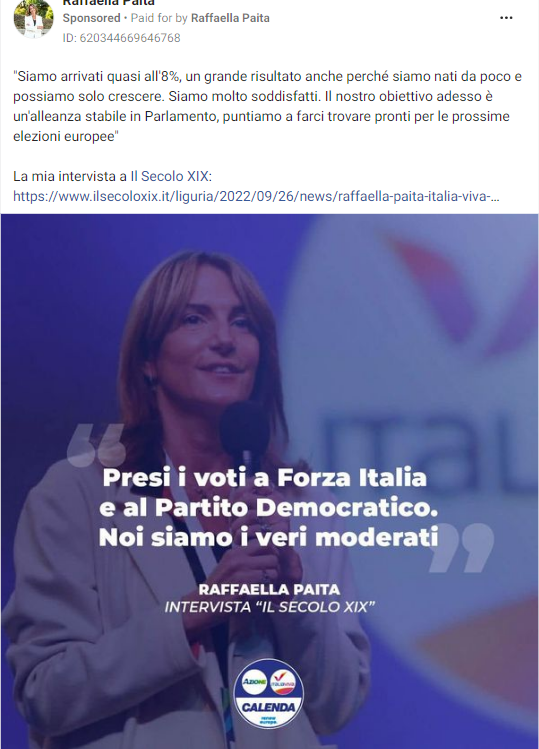 Raffaella Paita
Sponsored • Paid for by Raffaella Paita
ID: 620344669646768
"Siamo arrivati quasi all'8%, un grande risultato anche perché siamo nati da poco e
possiamo solo crescere. Siamo molto soddisfatti. Il nostro obiettivo adesso è
un'alleanza stabile in Parlamento, puntiamo a farci trovare pronti per le prossime
elezioni europee"
La mia intervista a Il Secolo XIX:
https://www.ilsecoloxix.it/liguria/2022/09/26/news/raffaella-paita-italia-viva-...
ITAL
“
Presi i voti a Forza Italia
e al Partito Democratico.
Noi siamo i veri moderati
”
RAFFAELLA PAITA
INTERVISTA “IL SECOLO XIX”
AZIONE
ITALIA VIVA
CALENDA
renew
europe.